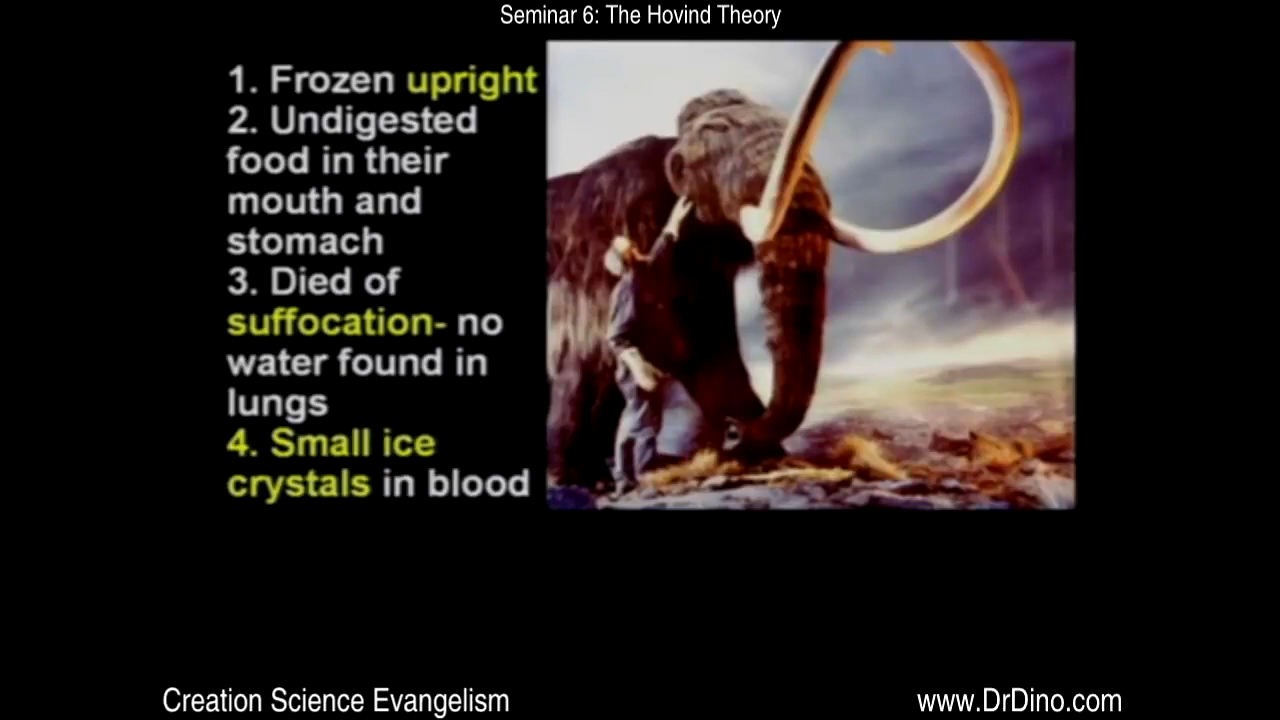 Seminar 6: The Hovind Theory
1. Frozen upright
2. Undigested
food in their
mouth and
stomach
3. Died of
suffocation- no
water found in
lungs
4. Small ice
crystals in blood
Creation Science Evangelism
www.DrDino.com